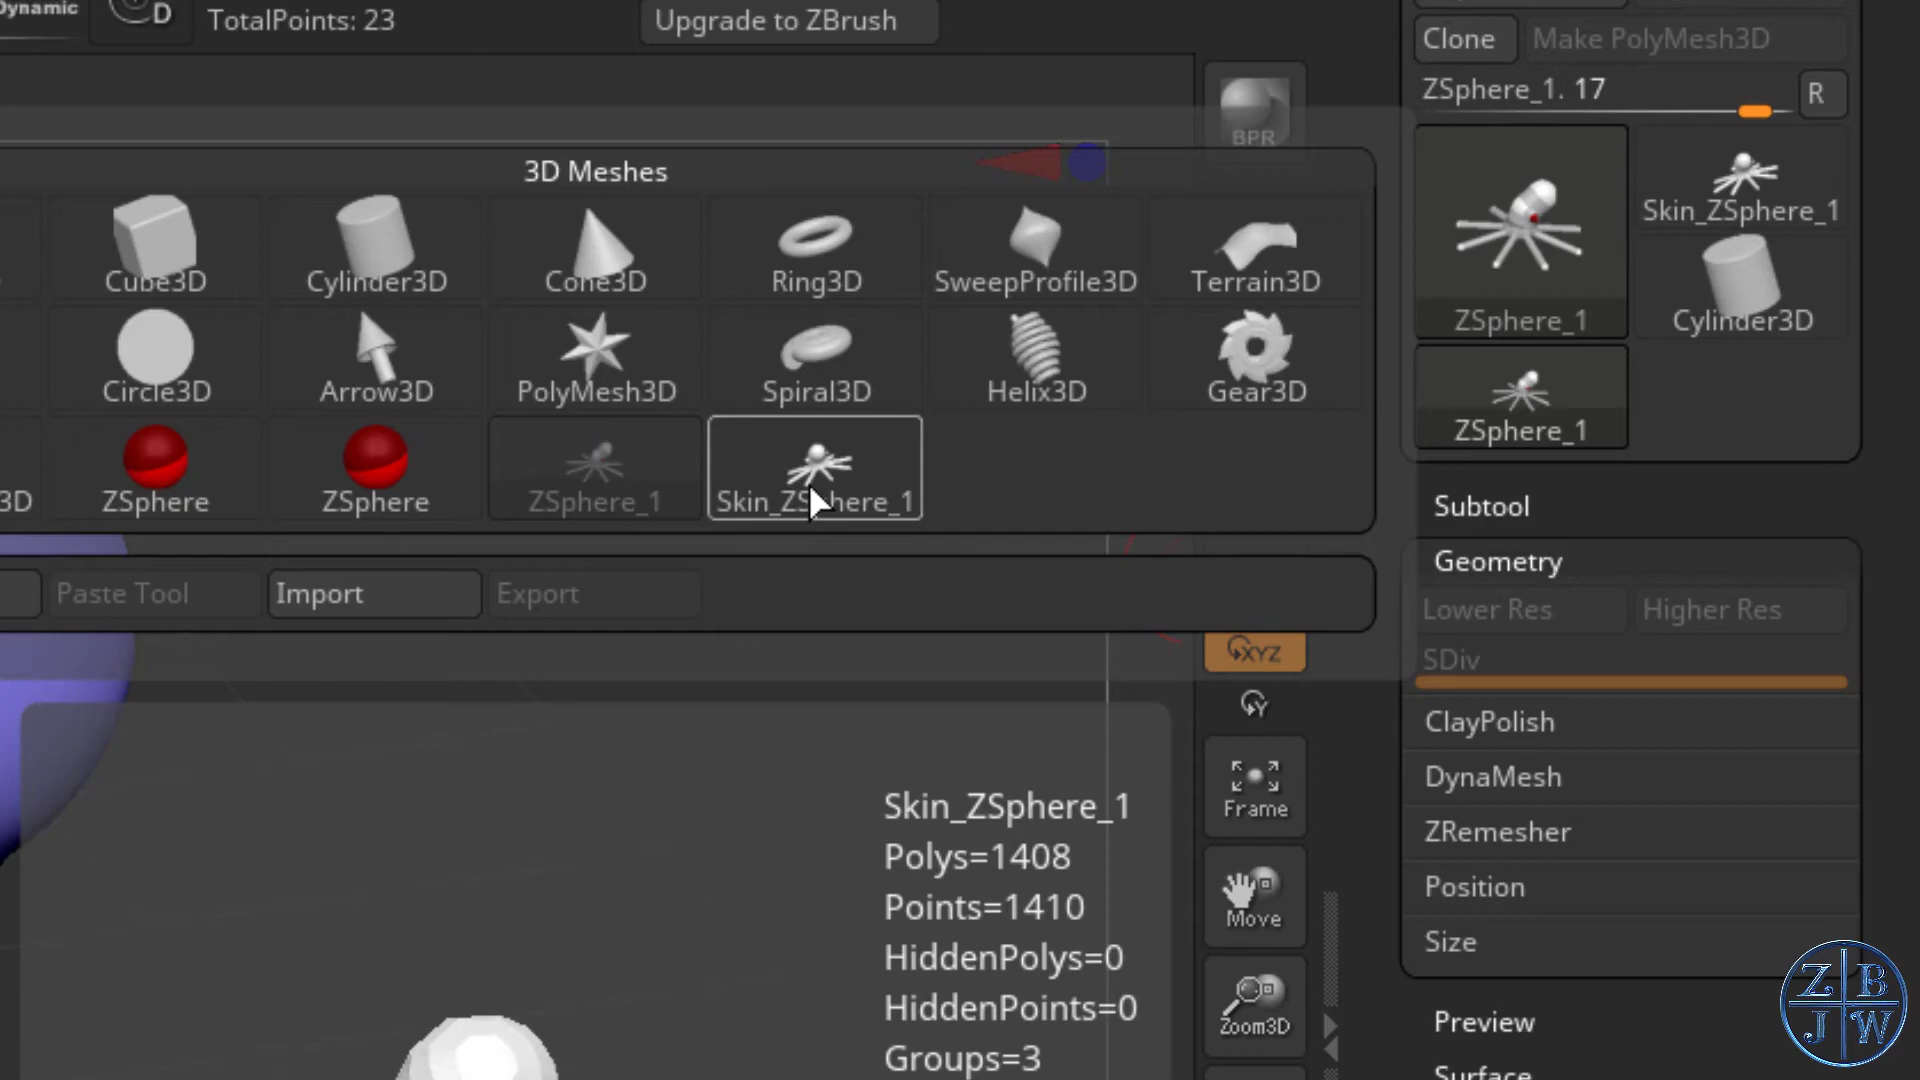 Dynamic
D
TotalPoints: 23
Upgrade to ZBrush
BPR
3D Meshes
Cube3D
Cylinder3D
Cone3D
Ring3D
SweepProfile3D
Terrain3D
Circle3D
Arrow3D
PolyMesh3D
Spiral3D
Helix3D
Gear3D
3D
ZSphere
ZSphere
ZSphere_1
Skin_ZSphere_1
Paste Tool
Import
Export
Skin_ZSphere_1
Polys=1408
Points=1410
HiddenPolys=0
HiddenPoints=0
Groups=3
XYZ
Y
Frame
Move
Zoom3D
Clone
Make PolyMesh3D
ZSphere_1. 17
R
ZSphere_1
Skin_ZSphere_1
Cylinder3D
ZSphere_1
Subtool
Geometry
Lower Res
Higher Res
SDiv
ClayPolish
DynaMesh
ZRemesher
Position
Size
Preview
Surface
Z B
J W